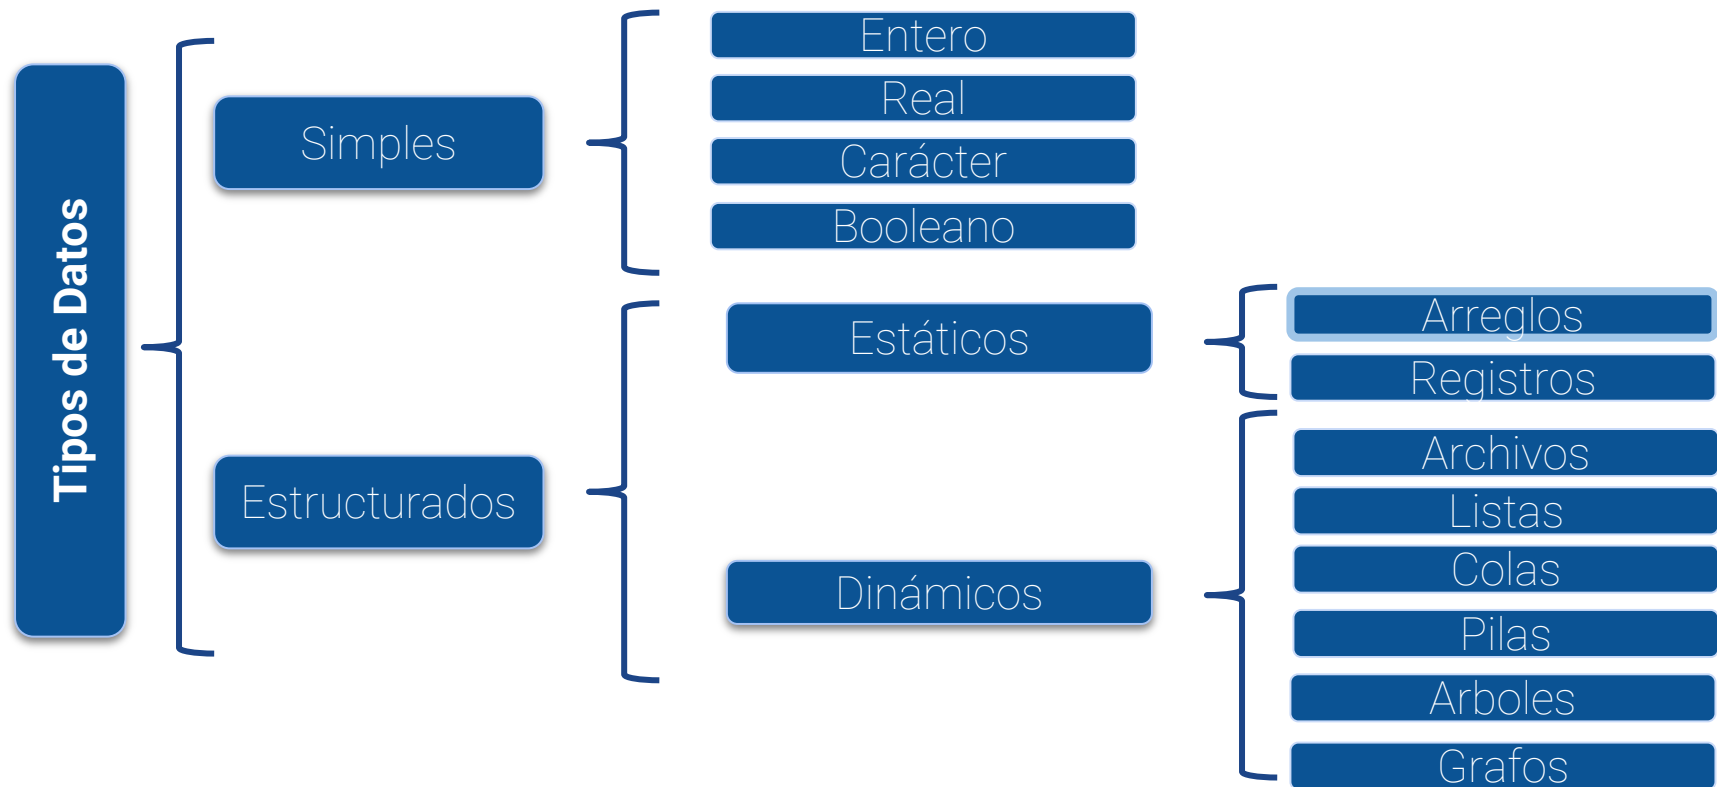 Tipos de Datos
Simples
Entero
Real
Carácter
Booleano
Estructurados
Estáticos
Arreglos
Registros
Dinámicos
Archivos
Listas
Colas
Pilas
Arboles
Grafos